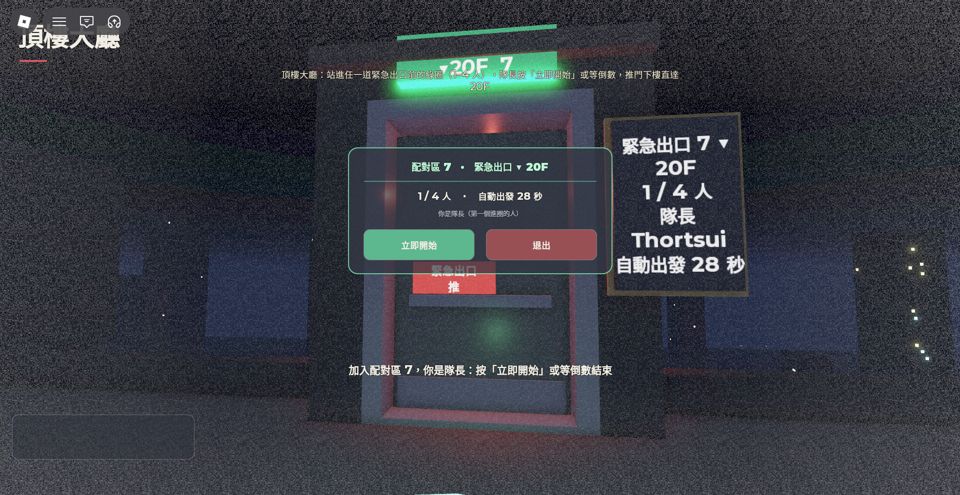 頂樓大廳
▼20F 7
頂樓大廳：站進任一道緊急出口前的綠圈（1-4 人），隊長按「立即開始」或等倒數，推門下樓直達
20F
配對區 7 • 緊急出口 ▼ 20F
1 / 4 人 • 自動出發 28 秒
你是隊長（第一個進圈的人）
立即開始
退出
緊急出口
推
緊急出口 7 ▼
20F
1 / 4 人
隊長
Thortsui
自動出發 28 秒
加入配對區 7，你是隊長：按「立即開始」或等倒數結束